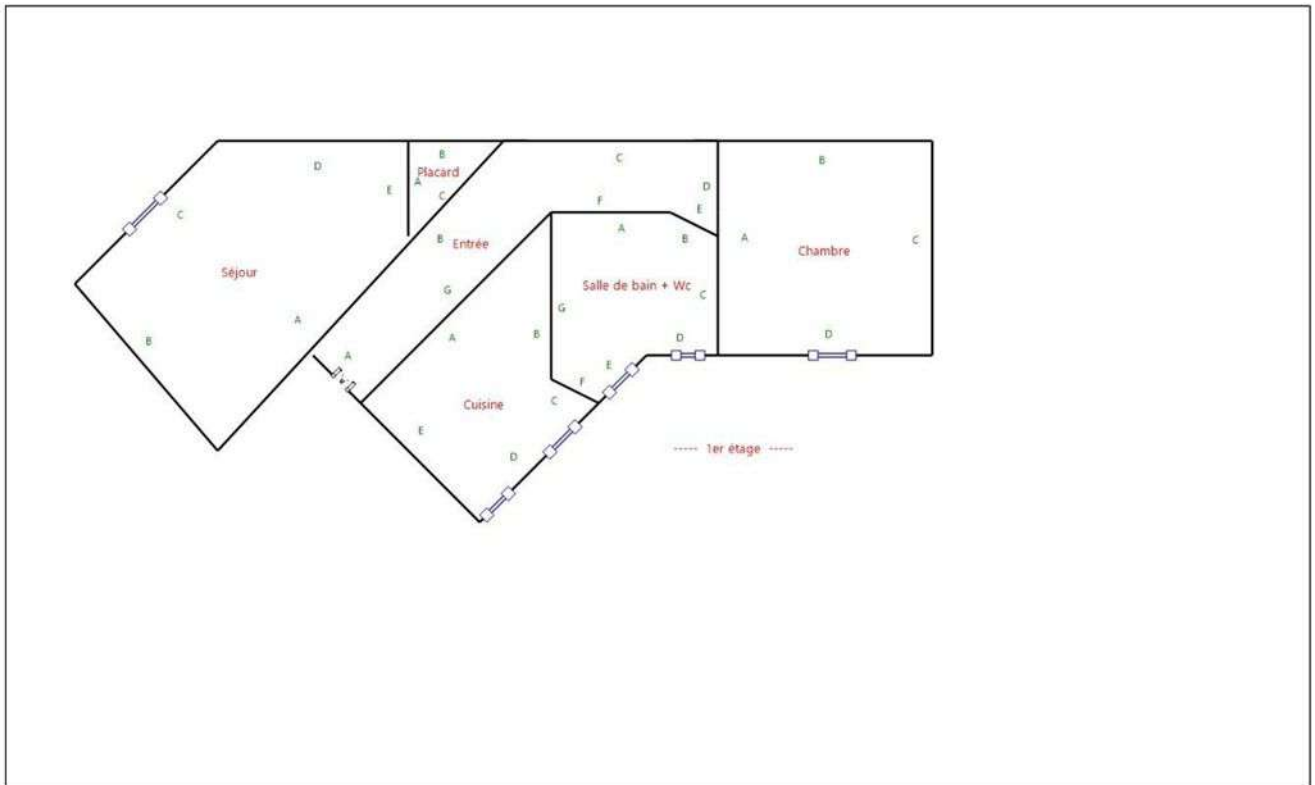 B
C
B
D
Placard
A
E
D
C
F
E
C
A
B
A
C
B
Entrée
Chambre
Séjour
Salle de bain + Wc
G
C
G
A
B
A
B
D
D
A
E
F
C
Cuisine
E
D
----- 1er étage -----